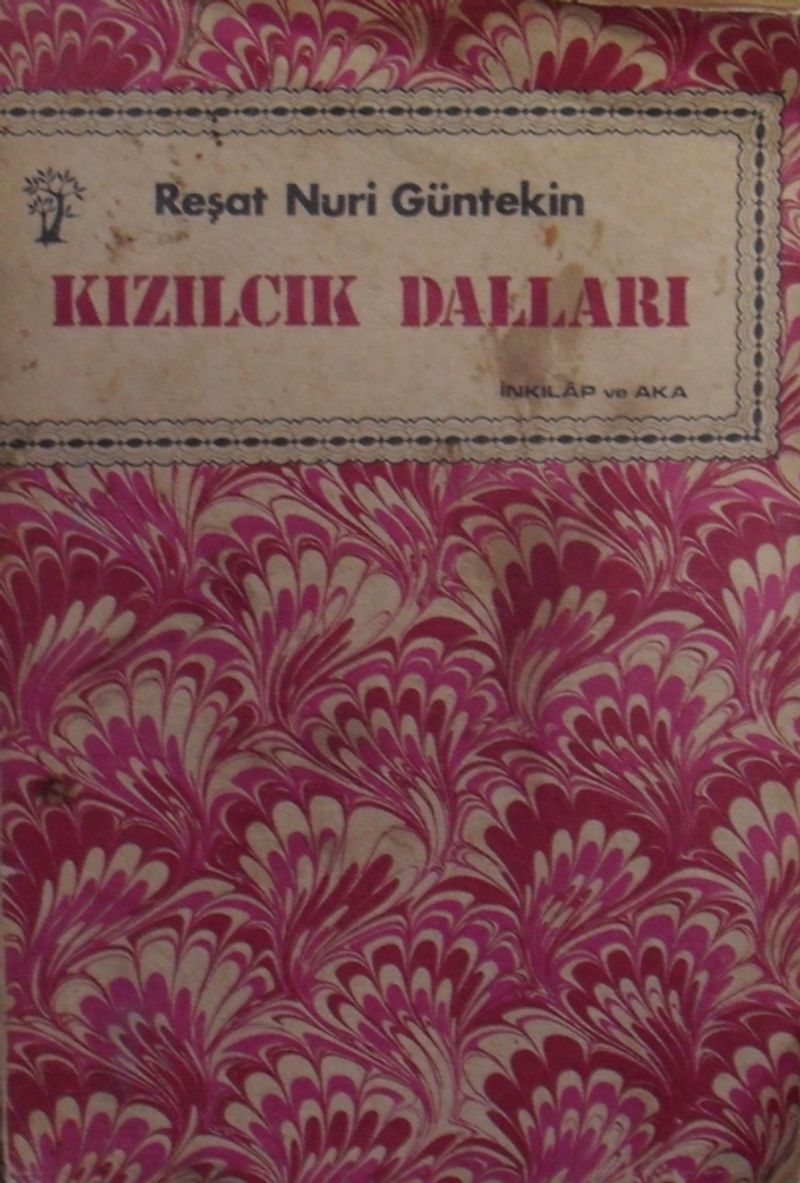 Reşat Nuri Güntekin
KIZILCIK DALLARI
İNKILÂP ve AKA